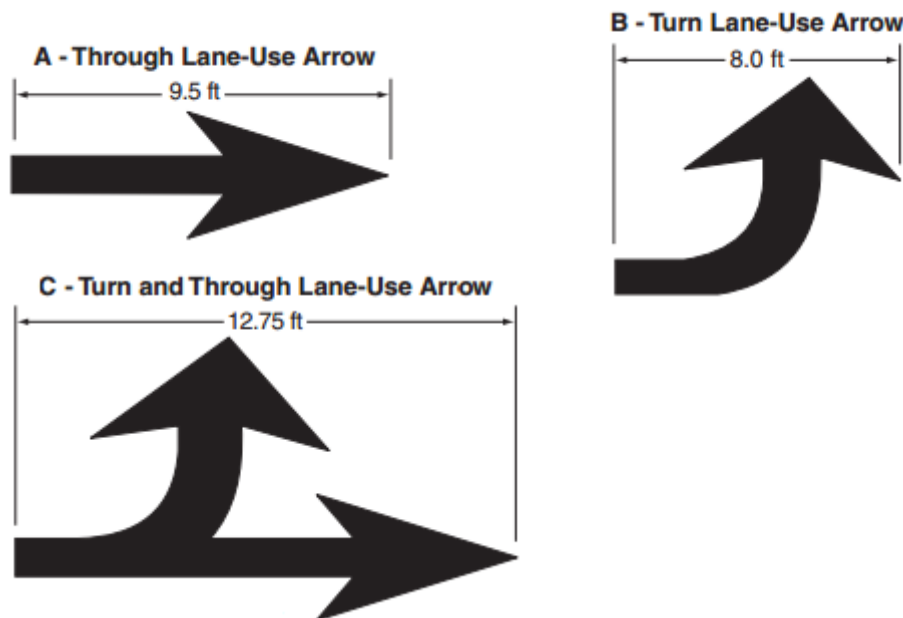 B - Turn Lane-Use Arrow
8.0 ft
A - Through Lane-Use Arrow
9.5 ft
C - Turn and Through Lane-Use Arrow
12.75 ft